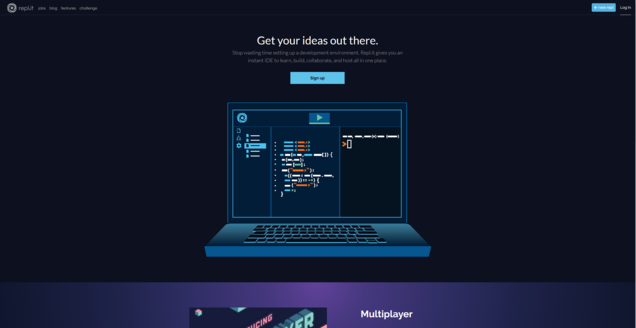 repl.it jobs blog features challenge
+ new repl Log in
Get your ideas out there.
Stop wasting time setting up a development environment. Repl.it gives you an
instant IDE to learn, build, collaborate, and host all in one place.
Sign up
Multiplayer